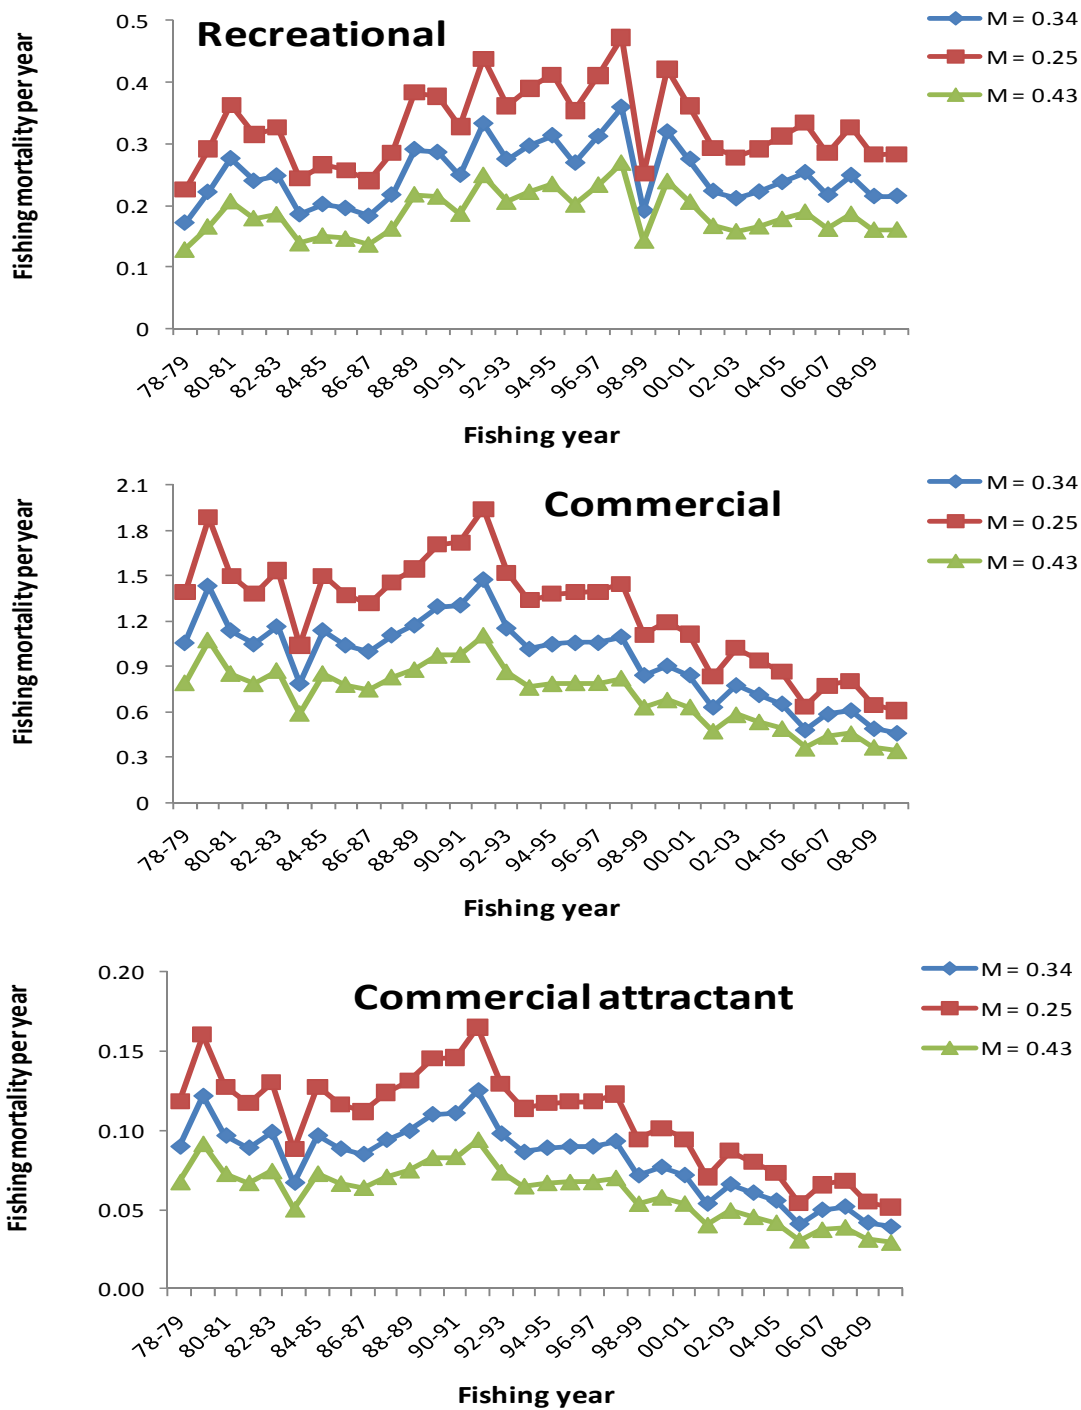 Recreational
Fishing mortality per year
0.5
0.4
0.3
0.2
0.1
0
78-79 80-81 82-83 84-85 86-87 88-89 90-91 92-93 94-95 96-97 98-99 00-01 02-03 04-05 06-07 08-09
Fishing year
M = 0.34
M = 0.25
M = 0.43
Commercial
Fishing mortality per year
2.1
1.8
1.5
1.2
0.9
0.6
0.3
0
78-79 80-81 82-83 84-85 86-87 88-89 90-91 92-93 94-95 96-97 98-99 00-01 02-03 04-05 06-07 08-09
Fishing year
M = 0.34
M = 0.25
M = 0.43
Commercial attractant
Fishing mortality per year
0.20
0.15
0.10
0.05
0.00
78-79 80-81 82-83 84-85 86-87 88-89 90-91 92-93 94-95 96-97 98-99 00-01 02-03 04-05 06-07 08-09
Fishing year
M = 0.34
M = 0.25
M = 0.43